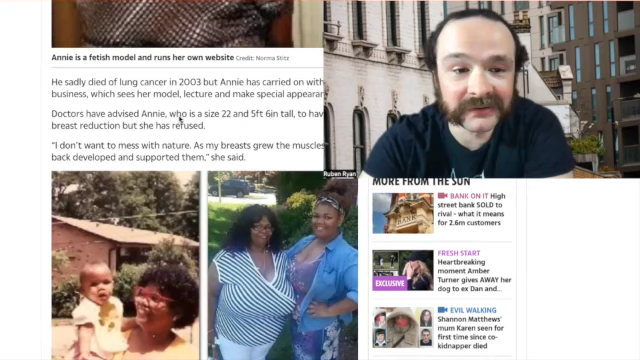 Annie is a fetish model and runs her own website Credit: Norma Stitz
He sadly died of lung cancer in 2003 but Annie has carried on with
business, which sees her model, lecture and make special appearan
Doctors have advised Annie, who is a size 22 and 5ft 6in tall, to hav
breast reduction but she has refused.
"I don't want to mess with nature. As my breasts grew the muscles
back developed and supported them," she said.
Ruben Ryan
MORE FROM THE SUN
BANK ON IT High
street bank SOLD to
rival - what it means
for 2.6m customers
EXCLUSIVE
FRESH START
Heartbreaking
moment Amber
Turner gives AWAY her
dog to ex Dan and...
EVIL WALKING
Shannon Matthews'
mum Karen seen for
first time since co-
kidnapper died